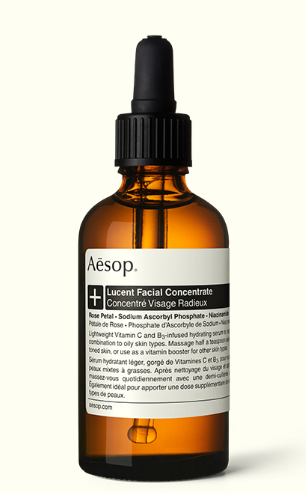 Aēsop.
Lucent Facial Concentrate
Concentré Visage Radieux
Rose Petal - Sodium Ascorbyl Phosphate - Niacinamide
Pétale de Rose - Phosphate d'Ascorbyle de Sodium -
Lightweight Vitamin C and B₃-infused hydrating serum
combination to oily skin types. Massage half a
toned skin, or use as a vitamin booster for other skin types.
Sérum hydratant léger, gorgé de Vitamines C et B₃,
peaux mixtes à grasses. Après nettoyage du visage et
massez-vous quotidiennement avec une demi-
Également idéal pour apporter une dose supplémentaire
types de peaux.
aesop.com